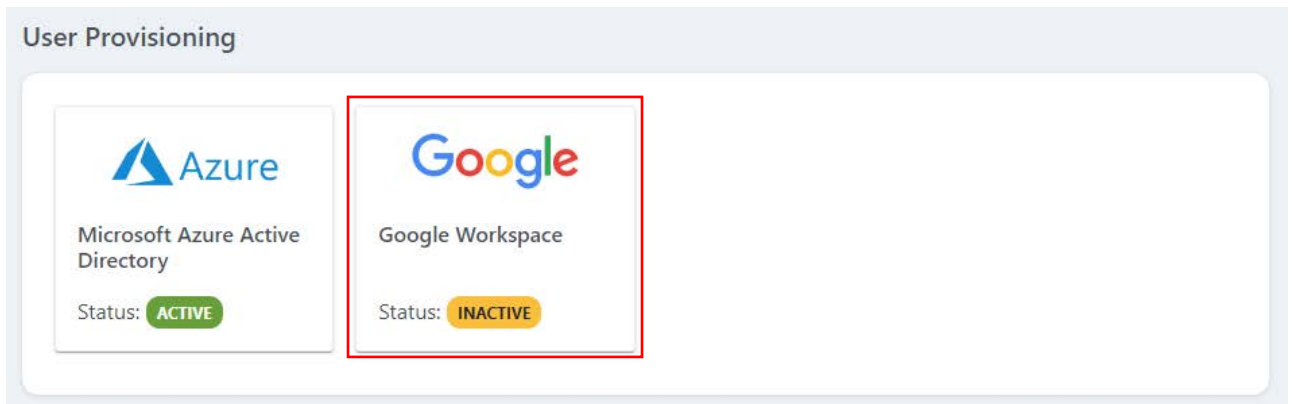 User Provisioning
Azure
Microsoft Azure Active
Directory
Status: ACTIVE
Google
Google Workspace
Status: INACTIVE